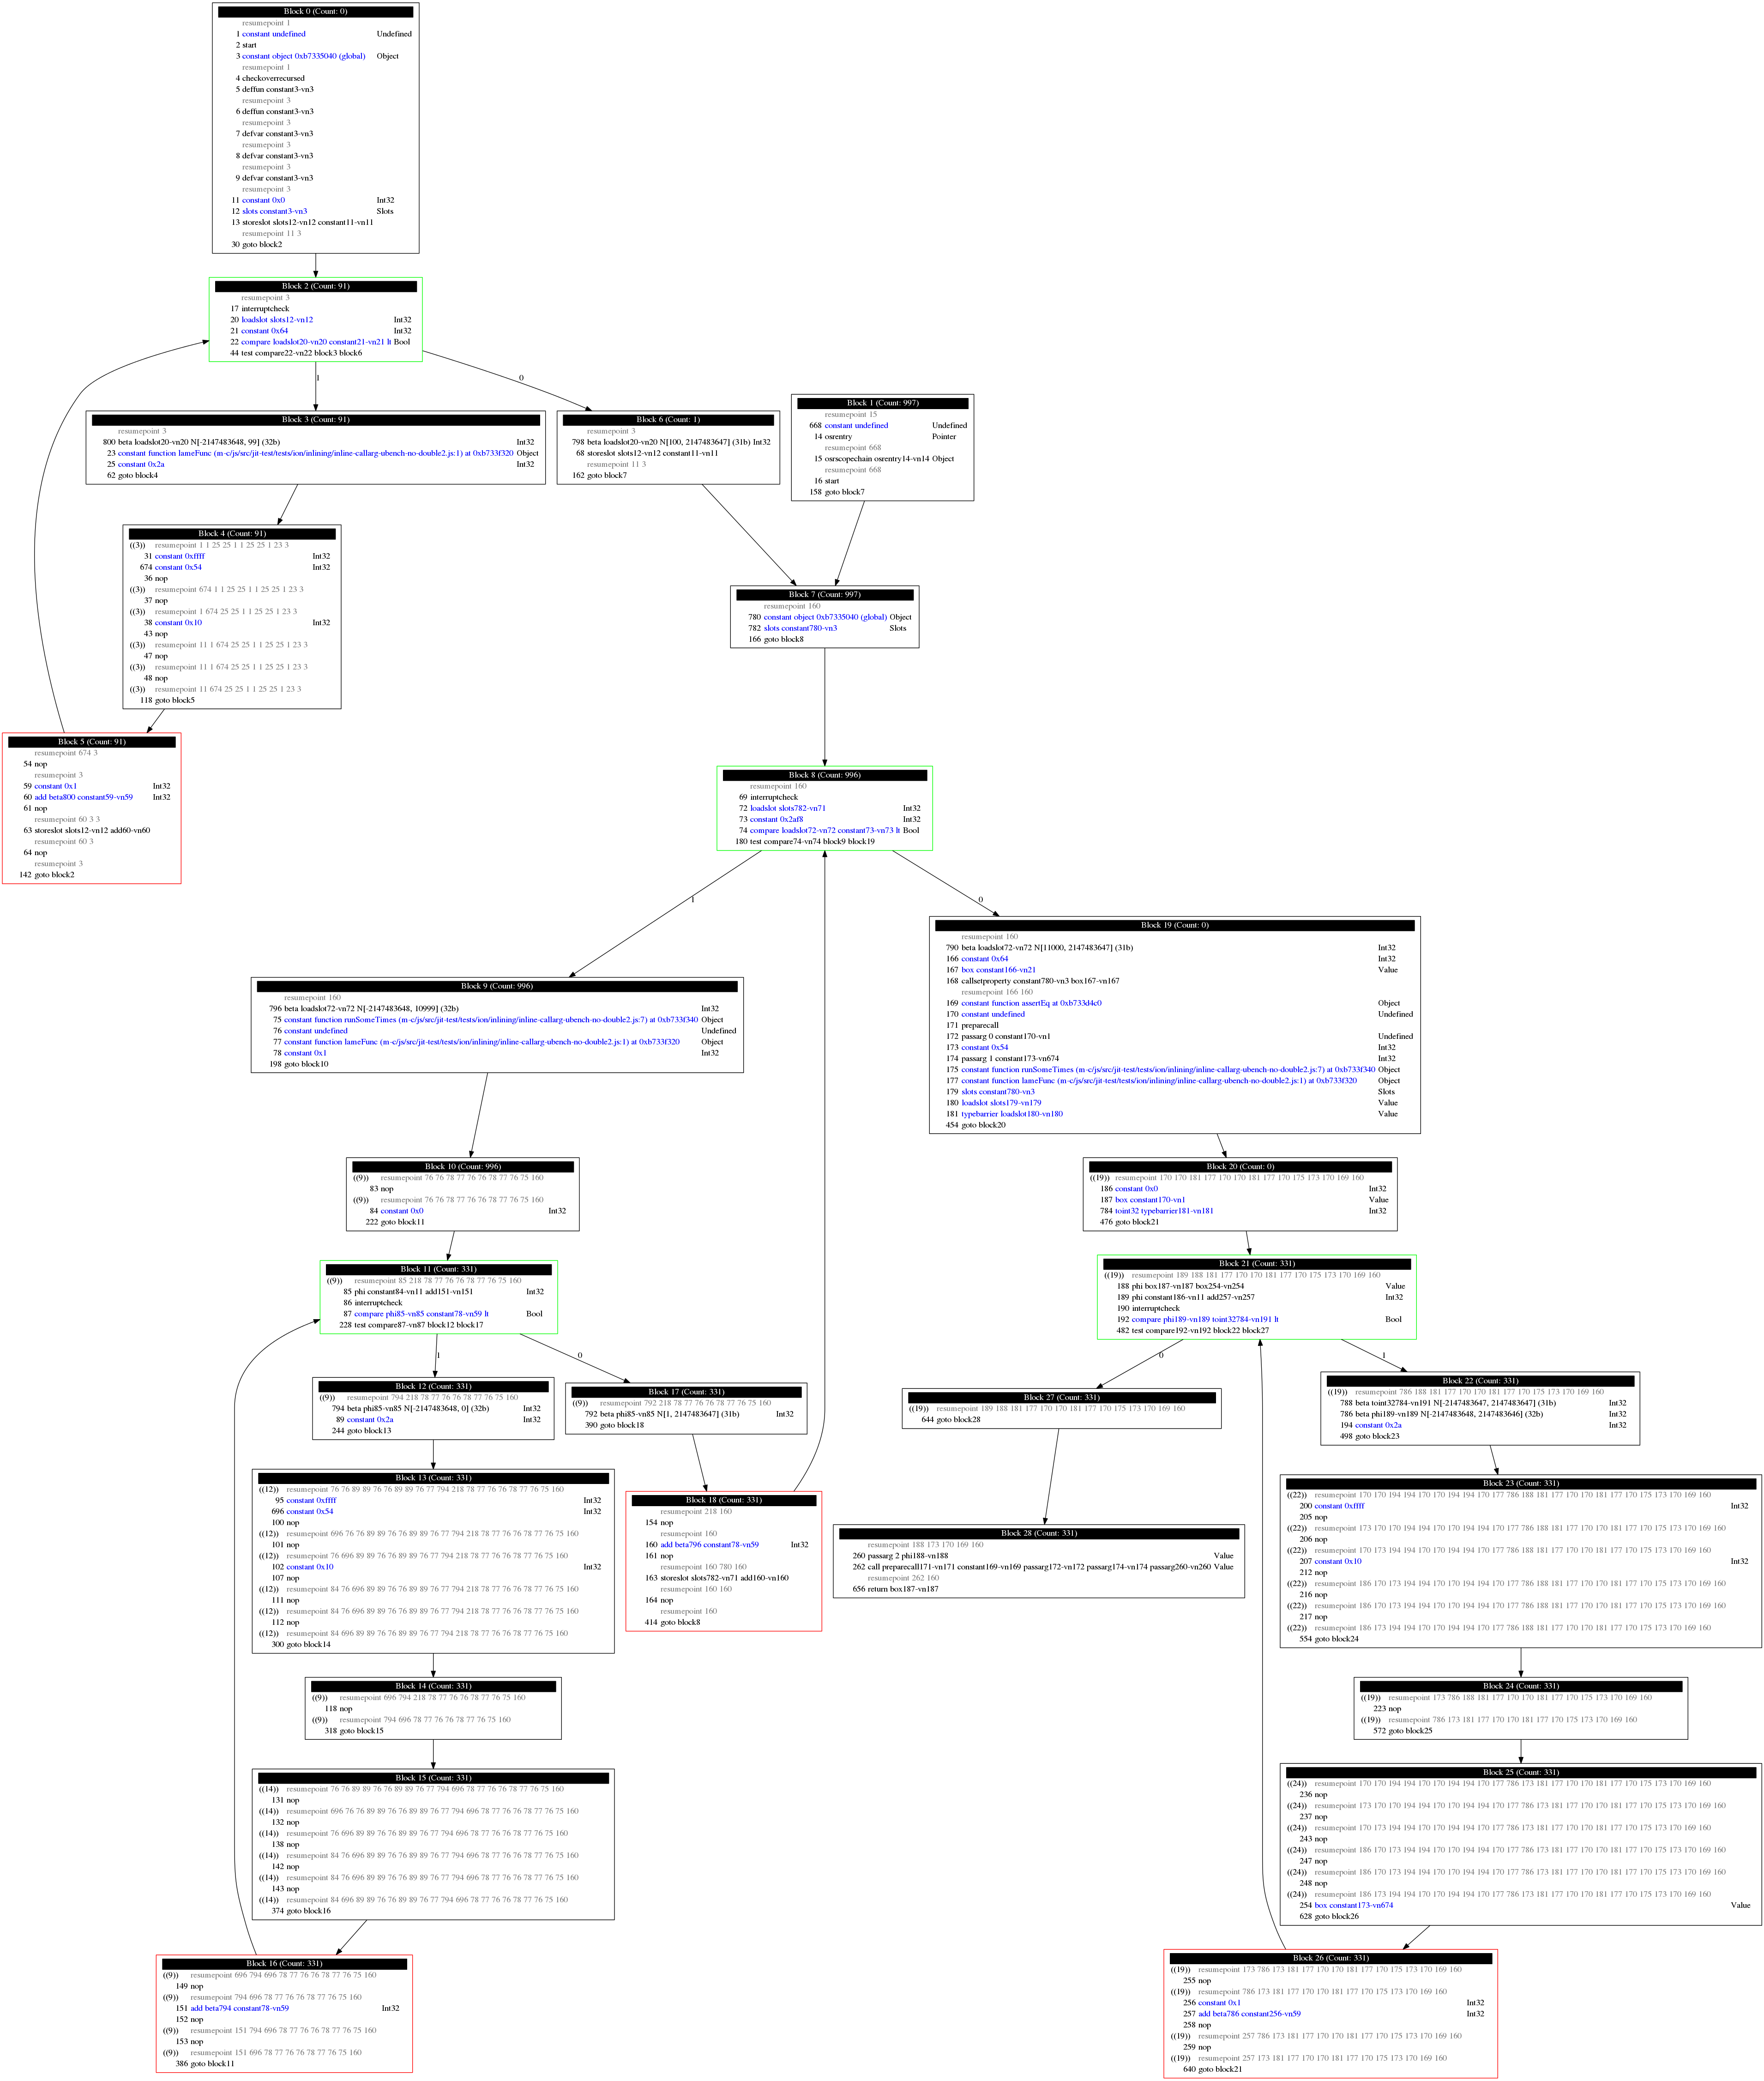 Block 0 (Count: 0)
resumepoint 1
1 constant undefined Undefined
2 start
3 constant object 0xb7335040 (global) Object
resumepoint 1
4 checkoverrecursed
5 deffun constant3-vn3
resumepoint 3
6 deffun constant3-vn3
resumepoint 3
7 defvar constant3-vn3
resumepoint 3
8 defvar constant3-vn3
resumepoint 3
9 defvar constant3-vn3
resumepoint 3
11 constant 0x0 Int32
12 slots constant3-vn3 Slots
13 storeslot slots12-vn12 constant11-vn11
resumepoint 11 3
30 goto block2
Block 2 (Count: 91)
resumepoint 3
17 interruptcheck
20 loadslot slots12-vn12 Int32
21 constant 0x64 Int32
22 compare loadslot20-vn20 constant21-vn21 lt Bool
44 test compare22-vn22 block3 block6
1
0
Block 3 (Count: 91)
resumepoint 3
800 beta loadslot20-vn20 N[-2147483648, 99] (32b) Int32
23 constant function lameFunc (m-c/js/src/jit-test/tests/ion/inlining/inline-callarg-ubench-no-double2.js:1) at 0xb733f320 Object
25 constant 0x2a Int32
62 goto block4
Block 6 (Count: 1)
resumepoint 3
798 beta loadslot20-vn20 N[100, 2147483647] (31b) Int32
68 storeslot slots12-vn12 constant11-vn11
resumepoint 11 3
162 goto block7
Block 1 (Count: 997)
resumepoint 15
668 constant undefined Undefined
14 osrentry Pointer
resumepoint 668
15 osrscopechain osrentry14-vn14 Object
resumepoint 668
16 start
158 goto block7
Block 4 (Count: 91)
((3)) resumepoint 1 1 25 25 1 1 25 25 1 23 3
31 constant 0xffff Int32
674 constant 0x54 Int32
36 nop
((3)) resumepoint 674 1 1 25 25 1 1 25 25 1 23 3
37 nop
((3)) resumepoint 1 674 25 25 1 1 25 25 1 23 3
38 constant 0x10 Int32
43 nop
((3)) resumepoint 11 1 674 25 25 1 1 25 25 1 23 3
47 nop
((3)) resumepoint 11 1 674 25 25 1 1 25 25 1 23 3
48 nop
((3)) resumepoint 11 674 25 25 1 1 25 25 1 23 3
118 goto block5
Block 7 (Count: 997)
resumepoint 160
780 constant object 0xb7335040 (global) Object
782 slots constant780-vn3 Slots
166 goto block8
Block 5 (Count: 91)
resumepoint 674 3
54 nop
resumepoint 3
59 constant 0x1 Int32
60 add beta800 constant59-vn59 Int32
61 nop
resumepoint 60 3 3
63 storeslot slots12-vn12 add60-vn60
resumepoint 60 3
64 nop
resumepoint 3
142 goto block2
Block 8 (Count: 996)
resumepoint 160
69 interruptcheck
72 loadslot slots782-vn71 Int32
73 constant 0x2af8 Int32
74 compare loadslot72-vn72 constant73-vn73 lt Bool
180 test compare74-vn74 block9 block19
1
0
Block 19 (Count: 0)
resumepoint 160
790 beta loadslot72-vn72 N[11000, 2147483647] (31b) Int32
166 constant 0x64 Int32
167 box constant166-vn21 Value
168 callsetproperty constant780-vn3 box167-vn167
resumepoint 166 160
169 constant function assertEq at 0xb733d4c0 Object
170 constant undefined Undefined
171 preparecall
172 passarg 0 constant170-vn1 Undefined
173 constant 0x54 Int32
174 passarg 1 constant173-vn674 Int32
175 constant function runSomeTimes (m-c/js/src/jit-test/tests/ion/inlining/inline-callarg-ubench-no-double2.js:7) at 0xb733f340 Object
177 constant function lameFunc (m-c/js/src/jit-test/tests/ion/inlining/inline-callarg-ubench-no-double2.js:1) at 0xb733f320 Object
179 slots constant780-vn3 Slots
180 loadslot slots179-vn179 Value
181 typebarrier loadslot180-vn180 Value
454 goto block20
Block 9 (Count: 996)
resumepoint 160
796 beta loadslot72-vn72 N[-2147483648, 10999] (32b) Int32
75 constant function runSomeTimes (m-c/js/src/jit-test/tests/ion/inlining/inline-callarg-ubench-no-double2.js:7) at 0xb733f340 Object
76 constant undefined Undefined
77 constant function lameFunc (m-c/js/src/jit-test/tests/ion/inlining/inline-callarg-ubench-no-double2.js:1) at 0xb733f320 Object
78 constant 0x1 Int32
198 goto block10
Block 10 (Count: 996)
((9)) resumepoint 76 76 78 77 76 76 78 77 76 75 160
83 nop
((9)) resumepoint 76 76 78 77 76 76 78 77 76 75 160
84 constant 0x0 Int32
222 goto block11
Block 20 (Count: 0)
((19)) resumepoint 170 170 181 177 170 170 181 177 170 175 173 170 169 160
186 constant 0x0 Int32
187 box constant170-vn1 Value
784 toint32 typebarrier181-vn181 Int32
476 goto block21
Block 11 (Count: 331)
((9)) resumepoint 85 218 78 77 76 76 78 77 76 75 160
85 phi constant84-vn11 add151-vn151 Int32
86 interruptcheck
87 compare phi85-vn85 constant78-vn59 lt Bool
228 test compare87-vn87 block12 block17
1
0
Block 21 (Count: 331)
((19)) resumepoint 189 188 181 177 170 170 181 177 170 175 173 170 169 160
188 phi box187-vn187 box254-vn254 Value
189 phi constant186-vn11 add257-vn257 Int32
190 interruptcheck
192 compare phi189-vn189 toint32784-vn191 lt Bool
482 test compare192-vn192 block22 block27
0
1
Block 12 (Count: 331)
((9)) resumepoint 794 218 78 77 76 76 78 77 76 75 160
794 beta phi85-vn85 N[-2147483648, 0] (32b) Int32
89 constant 0x2a Int32
244 goto block13
Block 17 (Count: 331)
((9)) resumepoint 792 218 78 77 76 76 78 77 76 75 160
792 beta phi85-vn85 N[1, 2147483647] (31b) Int32
390 goto block18
Block 27 (Count: 331)
((19)) resumepoint 189 188 181 177 170 170 181 177 170 175 173 170 169 160
644 goto block28
Block 22 (Count: 331)
((19)) resumepoint 786 188 181 177 170 170 181 177 170 175 173 170 169 160
788 beta toint32784-vn191 N[-2147483647, 2147483647] (31b) Int32
786 beta phi189-vn189 N[-2147483648, 2147483646] (32b) Int32
194 constant 0x2a Int32
498 goto block23
Block 13 (Count: 331)
((12)) resumepoint 76 76 89 89 76 76 89 89 76 77 794 218 78 77 76 76 78 77 76 75 160
95 constant 0xffff Int32
696 constant 0x54 Int32
100 nop
((12)) resumepoint 696 76 76 89 89 76 76 89 89 76 77 794 218 78 77 76 76 78 77 76 75 160
101 nop
((12)) resumepoint 76 696 89 89 76 76 89 89 76 77 794 218 78 77 76 76 78 77 76 75 160
102 constant 0x10 Int32
107 nop
((12)) resumepoint 84 76 696 89 89 76 76 89 89 76 77 794 218 78 77 76 76 78 77 76 75 160
111 nop
((12)) resumepoint 84 76 696 89 89 76 76 89 89 76 77 794 218 78 77 76 76 78 77 76 75 160
112 nop
((12)) resumepoint 84 696 89 89 76 76 89 89 76 77 794 218 78 77 76 76 78 77 76 75 160
300 goto block14
Block 18 (Count: 331)
resumepoint 218 160
154 nop
resumepoint 160
160 add beta796 constant78-vn59 Int32
161 nop
resumepoint 160 780 160
163 storeslot slots782-vn71 add160-vn160
resumepoint 160 160
164 nop
resumepoint 160
414 goto block8
Block 28 (Count: 331)
resumepoint 188 173 170 169 160
260 passarg 2 phi188-vn188 Value
262 call preparecall171-vn171 constant169-vn169 passarg172-vn172 passarg174-vn174 passarg260-vn260 Value
resumepoint 262 160
656 return box187-vn187
Block 23 (Count: 331)
((22)) resumepoint 170 170 194 194 170 170 194 194 170 177 786 188 181 177 170 170 181 177 170 175 173 170 169 160
200 constant 0xffff Int32
205 nop
((22)) resumepoint 173 170 170 194 194 170 170 194 194 170 177 786 188 181 177 170 170 181 177 170 175 173 170 169 160
206 nop
((22)) resumepoint 170 173 194 194 170 170 194 194 170 177 786 188 181 177 170 170 181 177 170 175 173 170 169 160
207 constant 0x10 Int32
212 nop
((22)) resumepoint 186 170 173 194 194 170 170 194 194 170 177 786 188 181 177 170 170 181 177 170 175 173 170 169 160
216 nop
((22)) resumepoint 186 170 173 194 194 170 170 194 194 170 177 786 188 181 177 170 170 181 177 170 175 173 170 169 160
217 nop
((22)) resumepoint 186 173 194 194 170 170 194 194 170 177 786 188 181 177 170 170 181 177 170 175 173 170 169 160
554 goto block24
Block 14 (Count: 331)
((9)) resumepoint 696 794 218 78 77 76 76 78 77 76 75 160
118 nop
((9)) resumepoint 794 696 78 77 76 76 78 77 76 75 160
318 goto block15
Block 24 (Count: 331)
((19)) resumepoint 173 786 188 181 177 170 170 181 177 170 175 173 170 169 160
223 nop
((19)) resumepoint 786 173 181 177 170 170 181 177 170 175 173 170 169 160
572 goto block25
Block 15 (Count: 331)
((14)) resumepoint 76 76 89 89 76 76 89 89 76 77 794 696 78 77 76 76 78 77 76 75 160
131 nop
((14)) resumepoint 696 76 76 89 89 76 76 89 89 76 77 794 696 78 77 76 76 78 77 76 75 160
132 nop
((14)) resumepoint 76 696 89 89 76 76 89 89 76 77 794 696 78 77 76 76 78 77 76 75 160
138 nop
((14)) resumepoint 84 76 696 89 89 76 76 89 89 76 77 794 696 78 77 76 76 78 77 76 75 160
142 nop
((14)) resumepoint 84 76 696 89 89 76 76 89 89 76 77 794 696 78 77 76 76 78 77 76 75 160
143 nop
((14)) resumepoint 84 696 89 89 76 76 89 89 76 77 794 696 78 77 76 76 78 77 76 75 160
374 goto block16
Block 25 (Count: 331)
((24)) resumepoint 170 170 194 194 170 170 194 194 170 177 786 173 181 177 170 170 181 177 170 175 173 170 169 160
236 nop
((24)) resumepoint 173 170 170 194 194 170 170 194 194 170 177 786 173 181 177 170 170 181 177 170 175 173 170 169 160
237 nop
((24)) resumepoint 170 173 194 194 170 170 194 194 170 177 786 173 181 177 170 170 181 177 170 175 173 170 169 160
243 nop
((24)) resumepoint 186 170 173 194 194 170 170 194 194 170 177 786 173 181 177 170 170 181 177 170 175 173 170 169 160
247 nop
((24)) resumepoint 186 170 173 194 194 170 170 194 194 170 177 786 173 181 177 170 170 181 177 170 175 173 170 169 160
248 nop
((24)) resumepoint 186 173 194 194 170 170 194 194 170 177 786 173 181 177 170 170 181 177 170 175 173 170 169 160
254 box constant173-vn674 Value
628 goto block26
Block 16 (Count: 331)
((9)) resumepoint 696 794 696 78 77 76 76 78 77 76 75 160
149 nop
((9)) resumepoint 794 696 78 77 76 76 78 77 76 75 160
151 add beta794 constant78-vn59 Int32
152 nop
((9)) resumepoint 151 794 696 78 77 76 76 78 77 76 75 160
153 nop
((9)) resumepoint 151 696 78 77 76 76 78 77 76 75 160
386 goto block11
Block 26 (Count: 331)
((19)) resumepoint 173 786 173 181 177 170 170 181 177 170 175 173 170 169 160
255 nop
((19)) resumepoint 786 173 181 177 170 170 181 177 170 175 173 170 169 160
256 constant 0x1 Int32
257 add beta786 constant256-vn59 Int32
258 nop
((19)) resumepoint 257 786 173 181 177 170 170 181 177 170 175 173 170 169 160
259 nop
((19)) resumepoint 257 173 181 177 170 170 181 177 170 175 173 170 169 160
640 goto block21